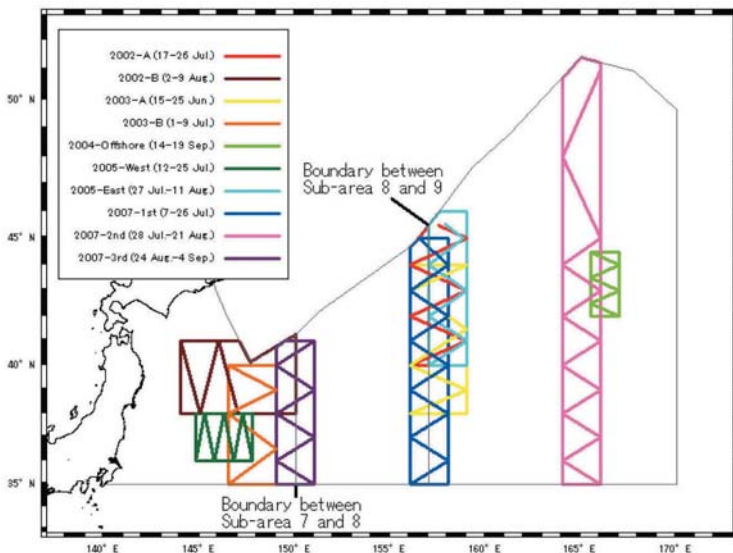 2002-A (17-26 Jul.)
2002-B (2-9 Aug.)
2003-A (15-25 Jun.)
2003-B (1-9 Jul.)
2004-Offshore (14-19 Sep.)
2005-West (12-25 Jul.)
2005-East (27 Jul.-11 Aug.)
2007-1st (7-26 Jul.)
2007-2nd (28 Jul.-21 Aug.)
2007-3rd (24 Aug.-4 Sep.)
Boundary between
Sub-area 8 and 9
Boundary between
Sub-area 7 and 8
50° N
45° N
40° N
35° N
140° E
145° E
150° E
155° E
160° E
165° E
170° E